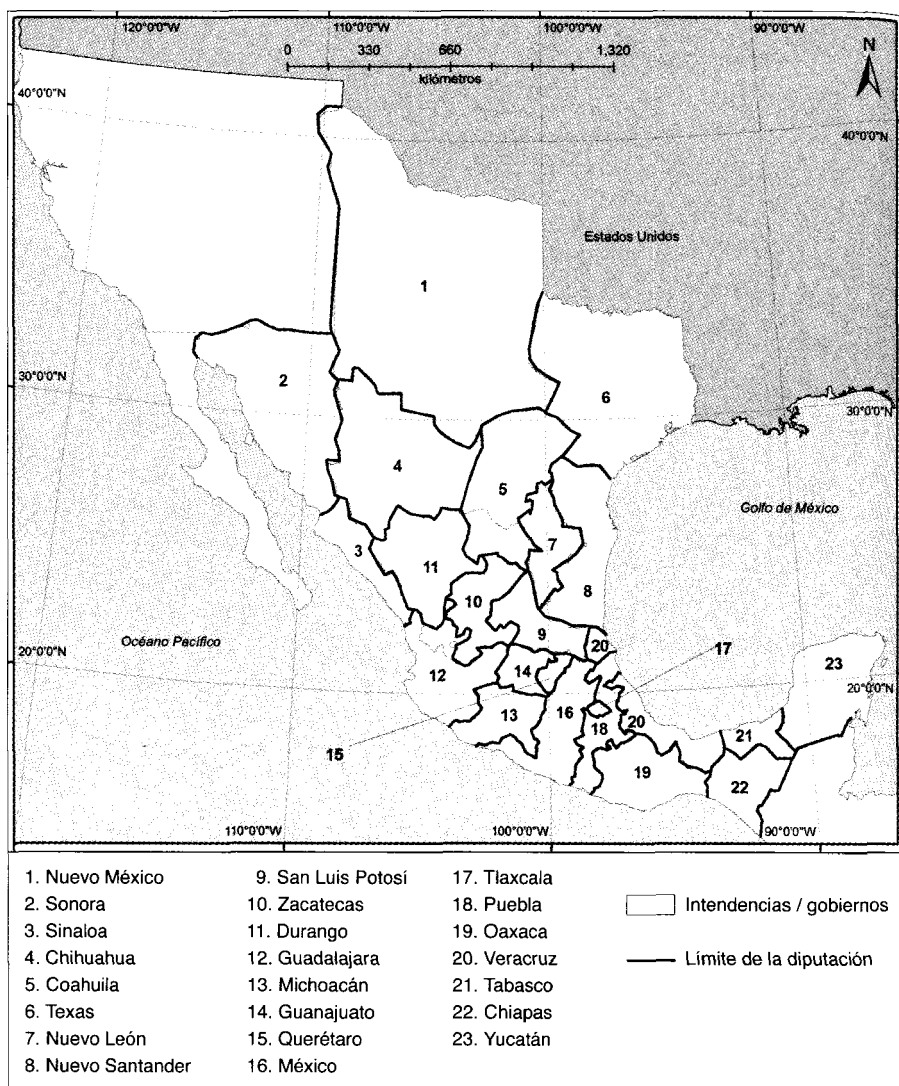 120°0'0"W 110°0'0"W 100°0'0"W 90°0'0"W
0 330 660 1,320
kilómetros
N
40°0'0"N
40°0'0"N
Estados Unidos
1
2
30°0'0"N
30°0'0"N
6
4
5
Golfo de México
7
3
11
8
10
Océano Pacífico
9
20
17
20°0'0"N
20°0'0"N
23
12
14
13
16
18
20
21
15
19
22
110°0'0"W 100°0'0"W 90°0'0"W
1. Nuevo México
2. Sonora
3. Sinaloa
4. Chihuahua
5. Coahuila
6. Texas
7. Nuevo León
8. Nuevo Santander
9. San Luis Potosí
10. Zacatecas
11. Durango
12. Guadalajara
13. Michoacán
14. Guanajuato
15. Querétaro
16. México
17. Tlaxcala
18. Puebla
19. Oaxaca
20. Veracruz
21. Tabasco
22. Chiapas
23. Yucatán
Intendencias / gobiernos
Límite de la diputación